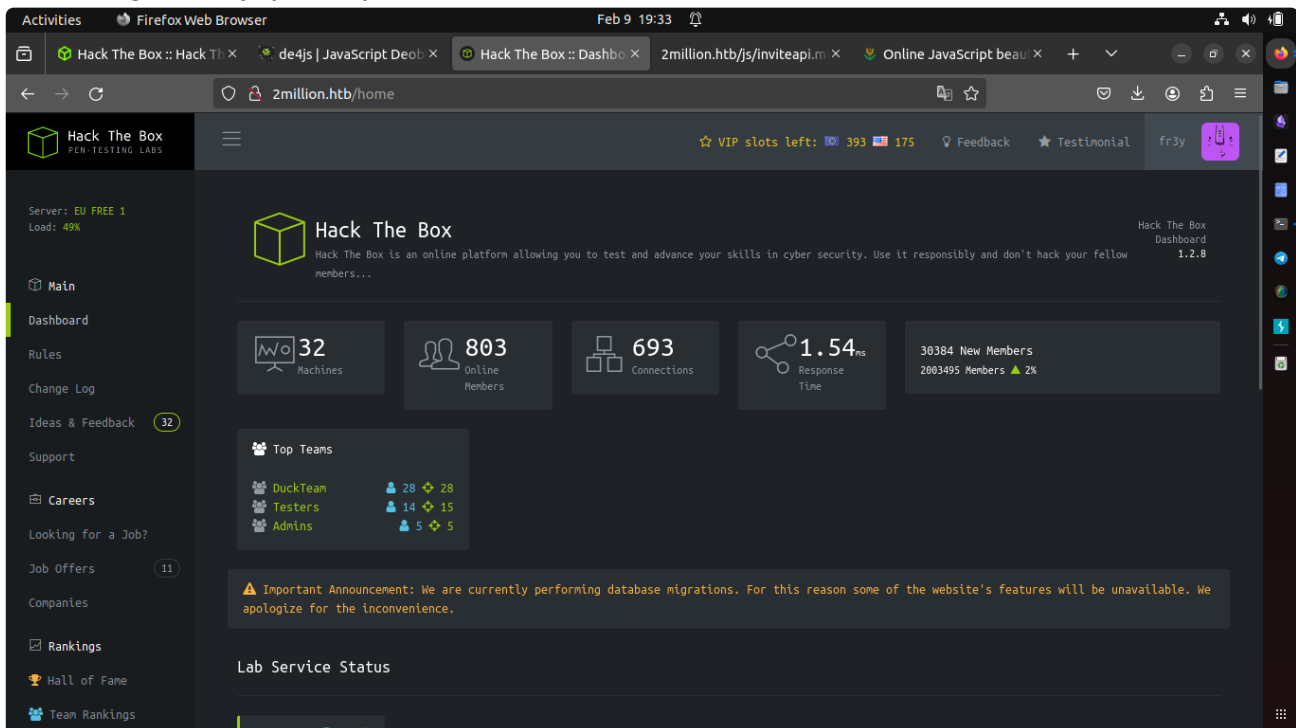 Activities Firefox Web Browser Feb 9 19:33
Hack The Box :: Hack Th de4js | JavaScript Deob Hack The Box :: Dashbo 2million.htb/js/inviteapi.m Online JavaScript beaut
2million.htb/home
Hack The Box
PEN-TESTING LABS
VIP slots left: 393 175 Feedback Testimonial fr3y
Server: EU FREE 1
Load: 49%
Main
Dashboard
Rules
Change Log
Ideas & Feedback 32
Support
Careers
Looking for a Job?
Job Offers 11
Companies
Rankings
Hall of Fame
Team Rankings
Hack The Box
Hack The Box is an online platform allowing you to test and advance your skills in cyber security. Use it responsibly and don't hack your fellow
members...
Hack The Box
Dashboard
1.2.8
32
Machines
803
Online
Members
693
Connections
1.54ms
Response
Time
30384 New Members
2003495 Members 2%
Top Teams
DuckTeam 28 28
Testers 14 15
Admins 5 5
Important Announcement: We are currently performing database migrations. For this reason some of the website's features will be unavailable. We
apologize for the inconvenience.
Lab Service Status